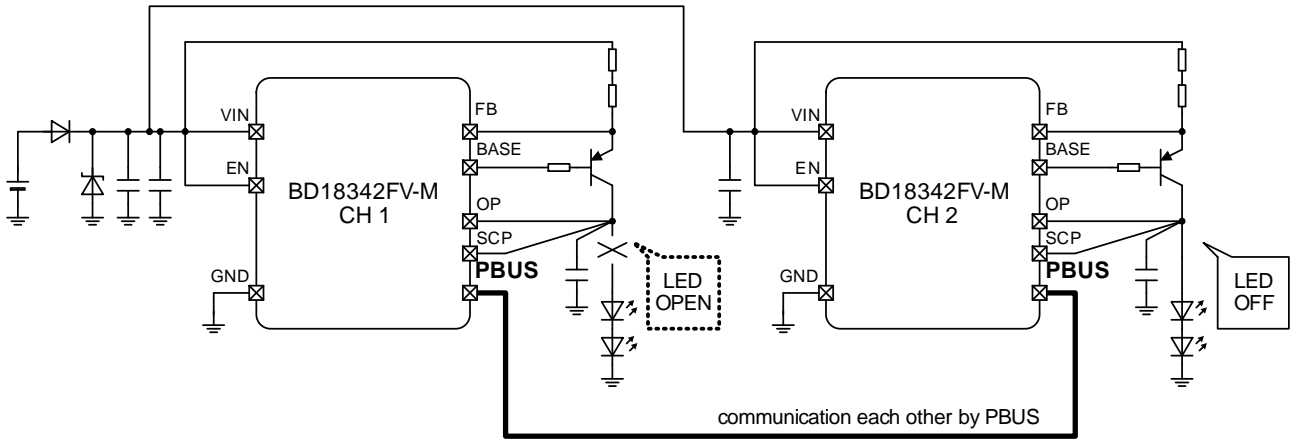 VIN
EN
GND
BD18342FV-M
CH 1
FB
BASE
OP
SCP
PBUS
LED
OPEN
VIN
EN
GND
BD18342FV-M
CH 2
FB
BASE
OP
SCP
PBUS
LED
OFF
communication each other by PBUS